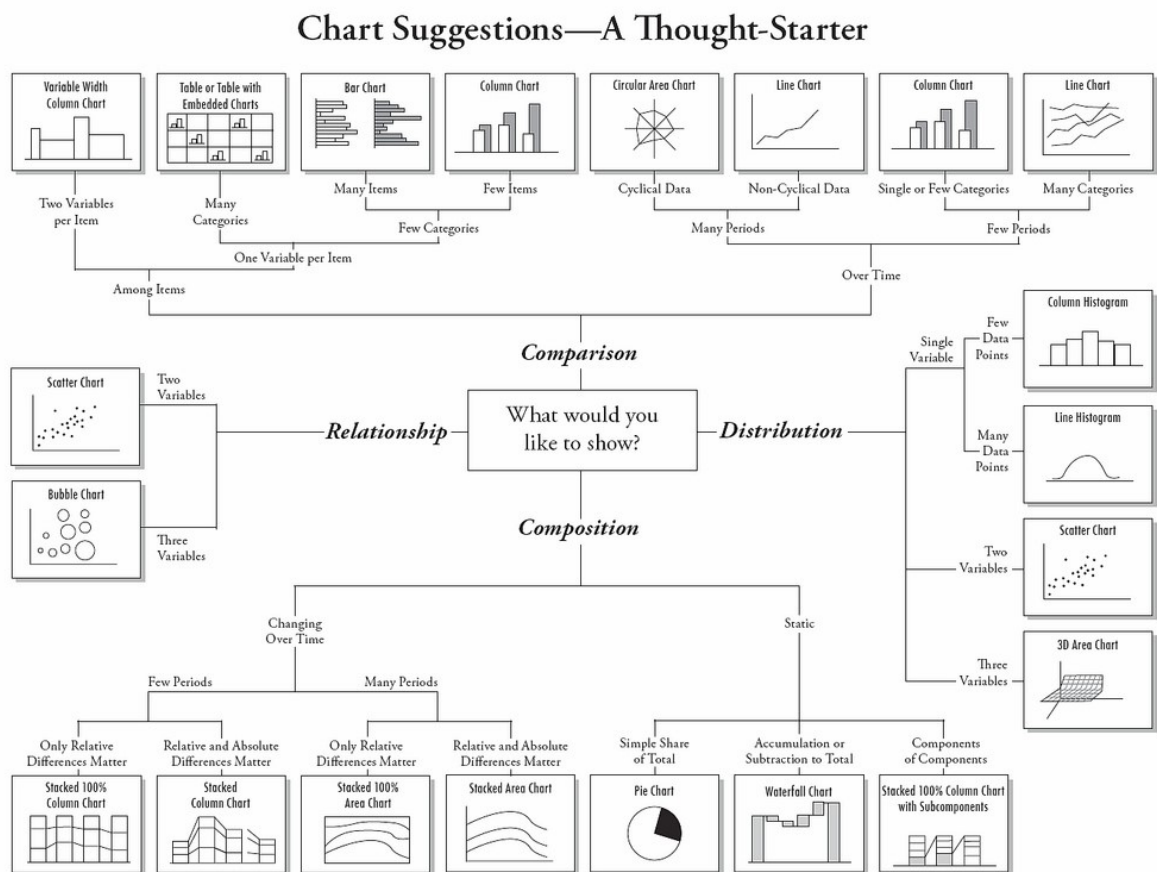 Chart Suggestions—A Thought-Starter
Variable Width
Column Chart
Table or Table with
Embedded Charts
Bar Chart
Column Chart
Circular Area Chart
Line Chart
Column Chart
Line Chart
Two Variables
per Item
Many
Categories
Many Items
Few Items
Cyclical Data
Non-Cyclical Data
Single or Few Categories
Many Categories
Few Categories
Many Periods
Few Periods
One Variable per Item
Over Time
Among Items
Comparison
What would you
like to show?
Relationship
Two
Variables
Scatter Chart
Three
Variables
Bubble Chart
Distribution
Single
Variable
Few
Data
Points
Column Histogram
Many
Data
Points
Line Histogram
Two
Variables
Scatter Chart
Three
Variables
3D Area Chart
Composition
Changing
Over Time
Static
Few Periods
Many Periods
Only Relative
Differences Matter
Relative and Absolute
Differences Matter
Only Relative
Differences Matter
Relative and Absolute
Differences Matter
Simple Share
of Total
Accumulation or
Subtraction to Total
Components
of Components
Stacked 100%
Column Chart
Stacked
Column Chart
Stacked 100%
Area Chart
Stacked Area Chart
Pie Chart
Waterfall Chart
Stacked 100% Column Chart
with Subcomponents